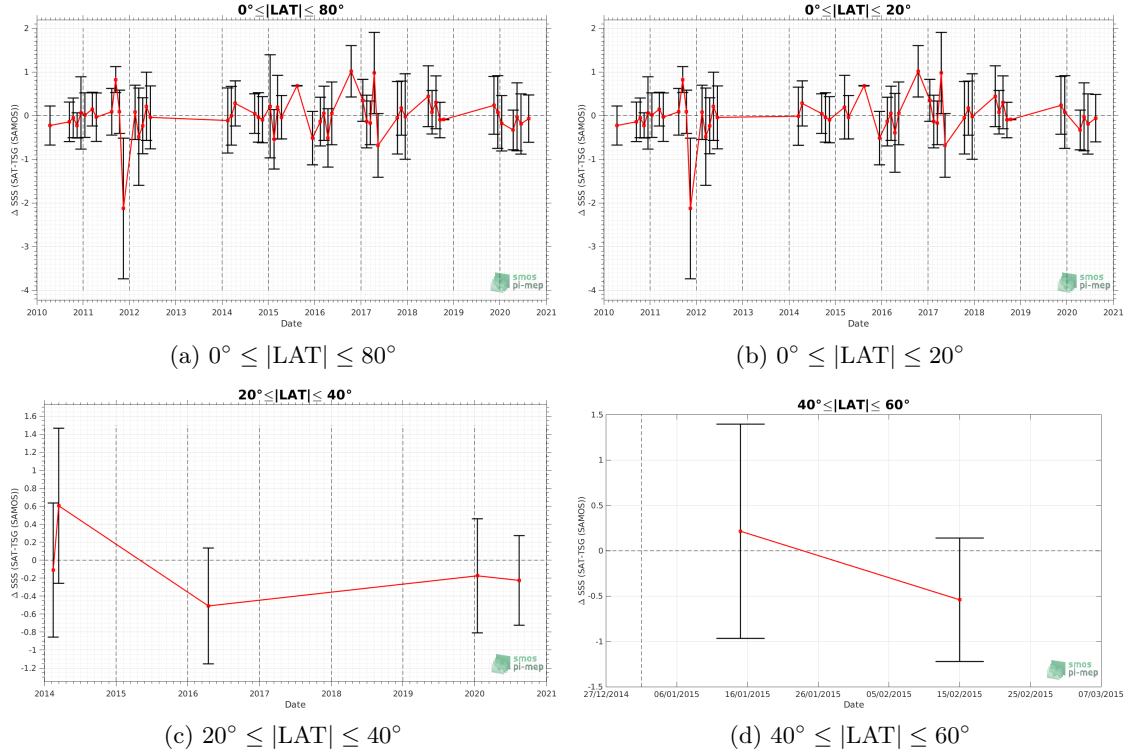 0°≤|LAT|≤ 80°
Δ SSS (SAT-TSG (SAMOS))
2
1
0
-1
-2
-3
-4
2010 2011 2012 2013 2014 2015 2016 2017 2018 2019 2020 2021
Date
smos
pi-mep
(a) 0° ≤ |LAT| ≤ 80°
0°≤|LAT|≤ 20°
Δ SSS (SAT-TSG (SAMOS))
2
1
0
-1
-2
-3
-4
2010 2011 2012 2013 2014 2015 2016 2017 2018 2019 2020 2021
Date
smos
pi-mep
(b) 0° ≤ |LAT| ≤ 20°
20°≤|LAT|≤ 40°
Δ SSS (SAT-TSG (SAMOS))
1.6
1.4
1.2
1
0.8
0.6
0.4
0.2
0
-0.2
-0.4
-0.6
-0.8
-1
-1.2
2014 2015 2016 2017 2018 2019 2020 2021
Date
smos
pi-mep
(c) 20° ≤ |LAT| ≤ 40°
40°≤|LAT|≤ 60°
Δ SSS (SAT-TSG (SAMOS))
1.5
1
0.5
0
-0.5
-1
-1.5
27/12/2014 06/01/2015 16/01/2015 26/01/2015 05/02/2015 15/02/2015 25/02/2015 07/03/2015
Date
smos
pi-mep
(d) 40° ≤ |LAT| ≤ 60°